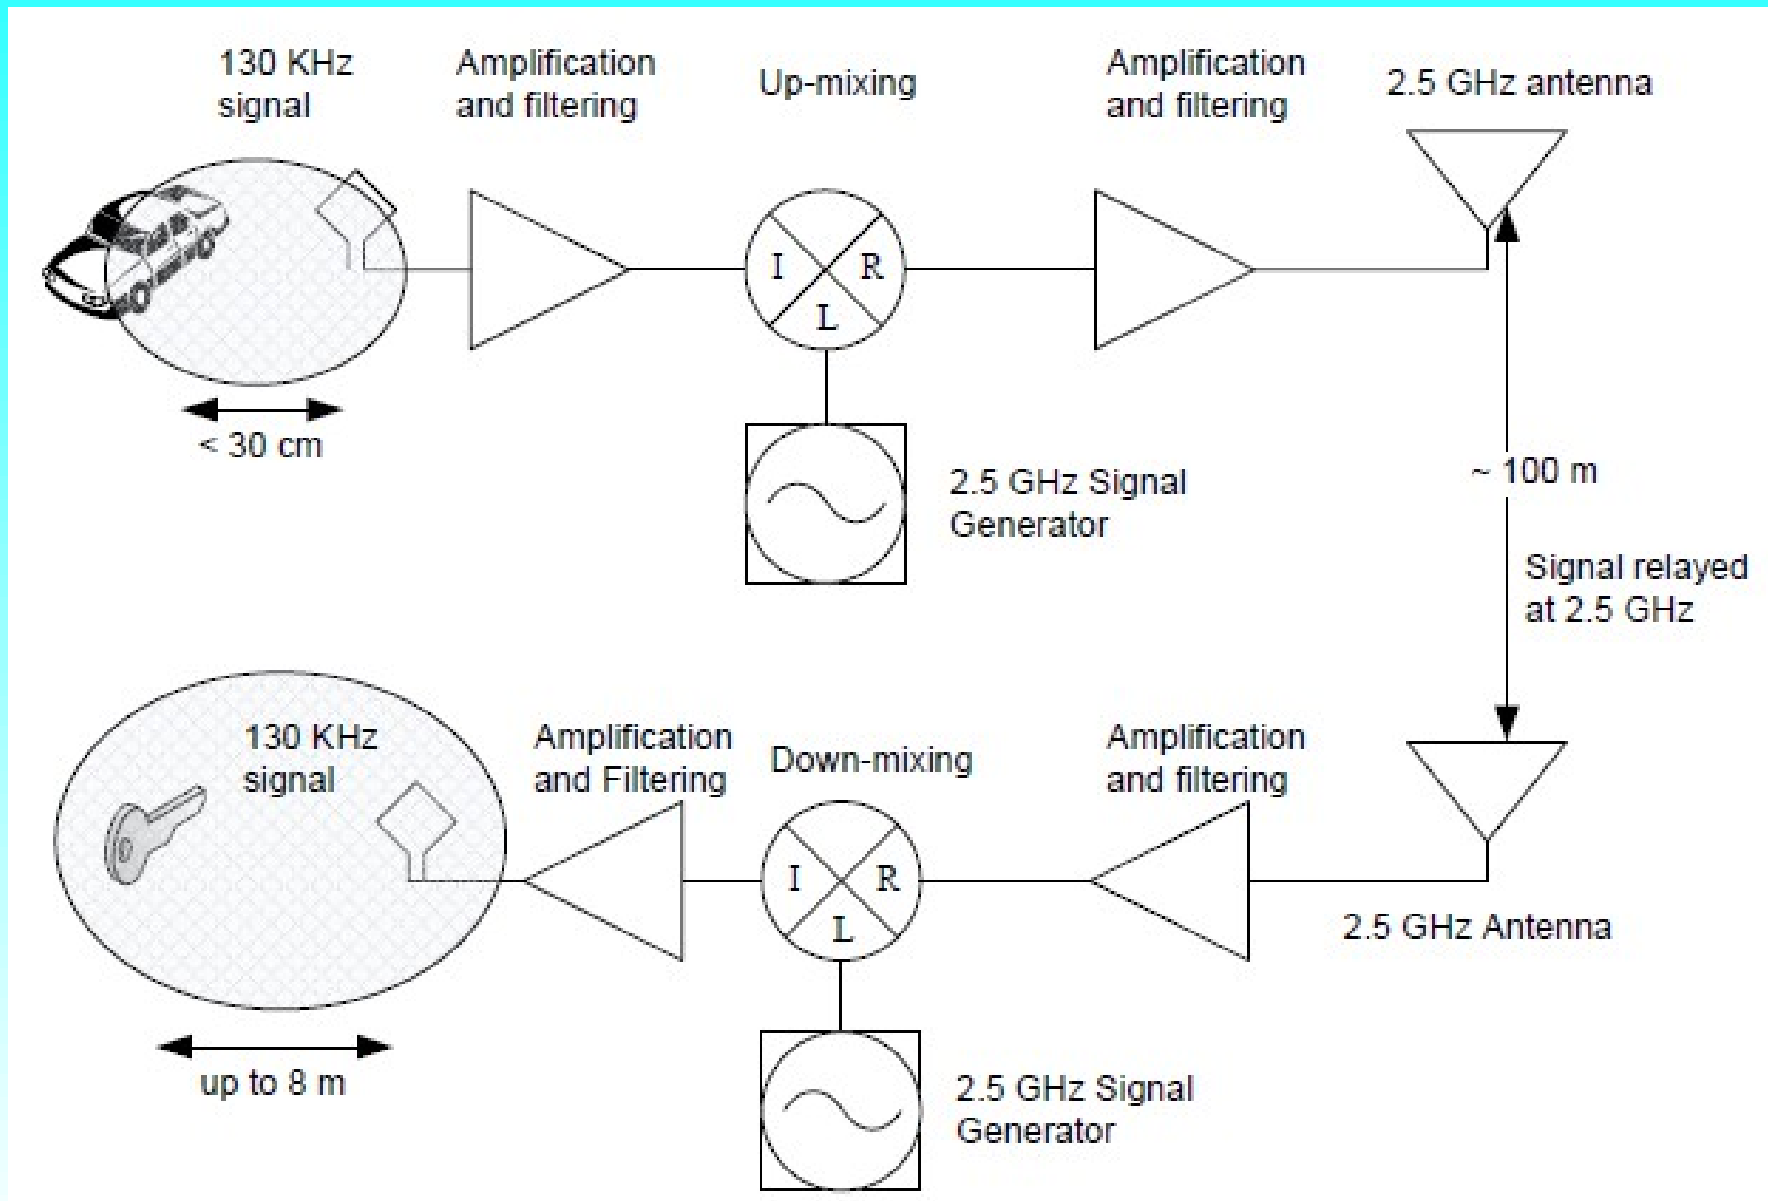 130 KHz
signal
Amplification
and filtering
Up-mixing
Amplification
and filtering
2.5 GHz antenna
I
R
L
< 30 cm
2.5 GHz Signal
Generator
~ 100 m
Signal relayed
at 2.5 GHz
130 KHz
signal
Amplification
and Filtering
Down-mixing
Amplification
and filtering
I
R
L
2.5 GHz Antenna
up to 8 m
2.5 GHz Signal
Generator